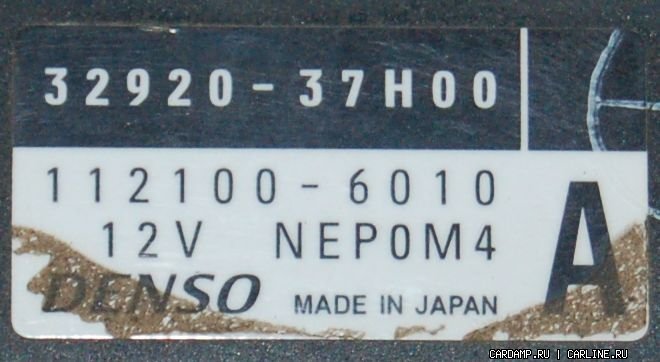 32920-37H00
112100-6010
12V NEP0M4
A
DENSO MADE IN JAPAN
CARDAMP.RU | CARLINE.RU